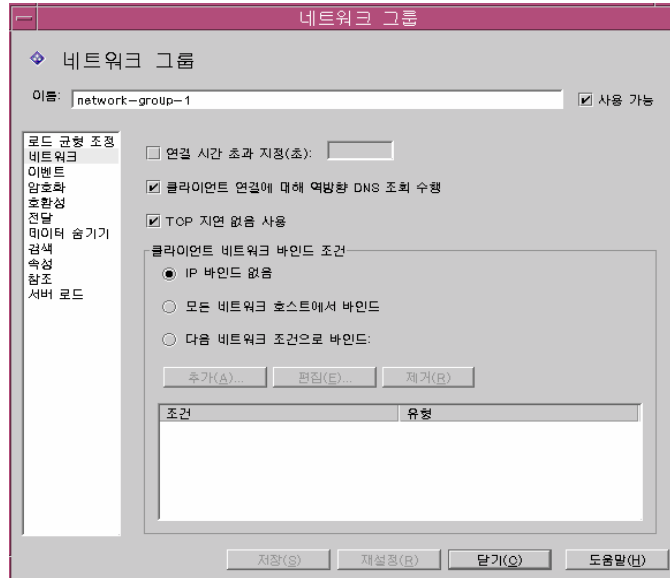 네트워크 그룹
네트워크 그룹
이름: network-group-1
사용 가능
로드 균형 조정
네트워크
이벤트
암호화
호환성
전달
데이터 숨기기
검색
속성
참조
서버 로드
연결 시간 초과 지정(초):
클라이언트 연결에 대해 역방향 DNS 조회 수행
TCP 지연 없음 사용
클라이언트 네트워크 바인드 조건
IP 바인드 없음
모든 네트워크 호스트에서 바인드
다음 네트워크 조건으로 바인드:
추가(A)... 편집(E)... 제거(R)
조건 유형
저장(S) 재설정(R) 닫기(O) 도움말(H)